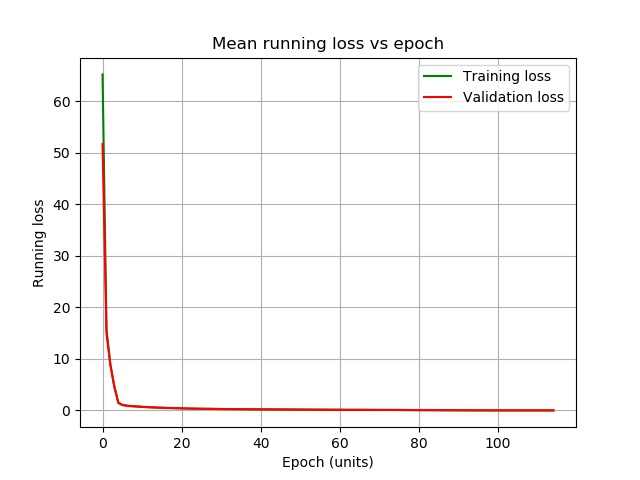 Mean running loss vs epoch
Training loss
Validation loss
60
50
40
30
20
10
0
Running loss
0 20 40 60 80 100
Epoch (units)